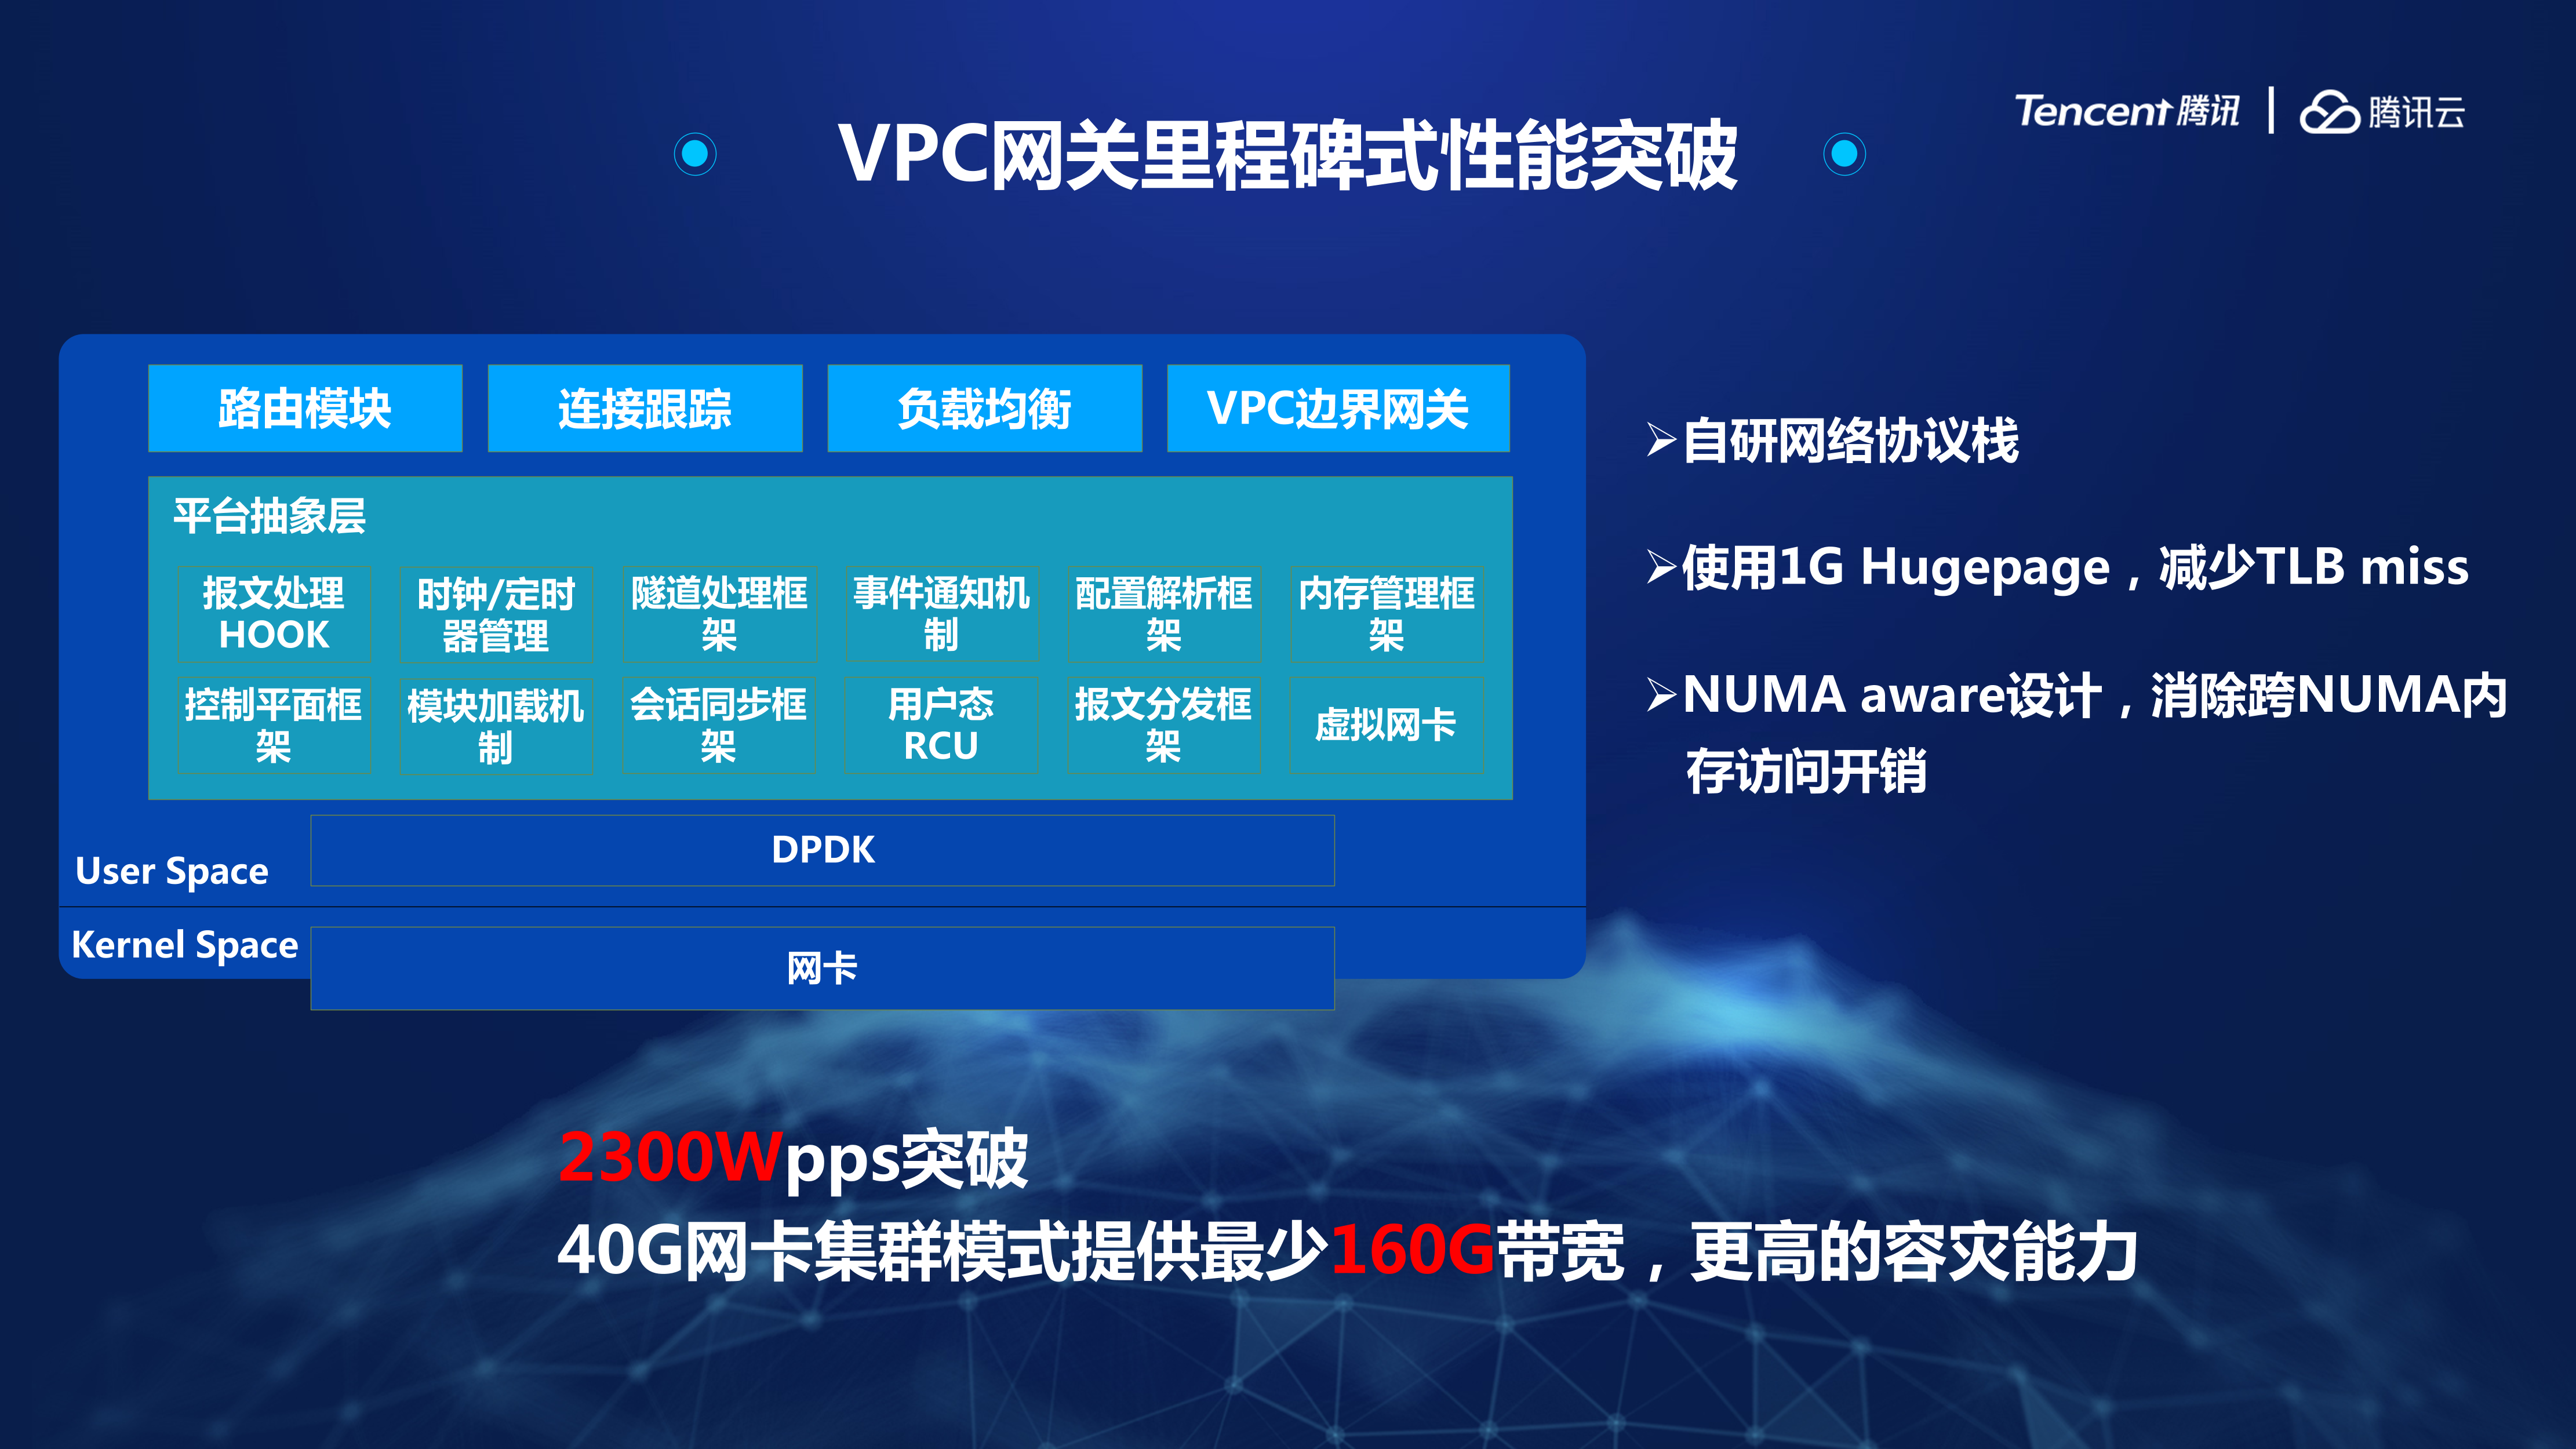 Tencent腾讯 | 腾讯云
VPC网关里程碑式性能突破
路由模块
连接跟踪
负载均衡
VPC边界网关
平台抽象层
报文处理
HOOK
时钟/定时
器管理
隧道处理框
架
事件通知机
制
配置解析框
架
内存管理框
架
控制平面框
架
模块加载机
制
会话同步框
架
用户态
RCU
报文分发框
架
虚拟网卡
DPDK
User Space
Kernel Space
网卡
➢自研网络协议栈
➢使用1G Hugepage，减少TLB miss
➢NUMA aware设计，消除跨NUMA内
存访问开销
2300Wpps突破
40G网卡集群模式提供最少160G带宽，更高的容灾能力